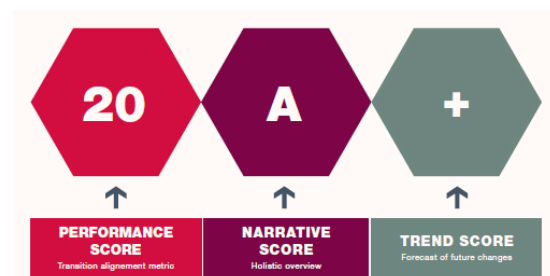 20
A
+
PERFORMANCE
SCORE
Transition alignement metric
NARRATIVE
SCORE
Holistic overview
TREND SCORE
Forecast of future changes